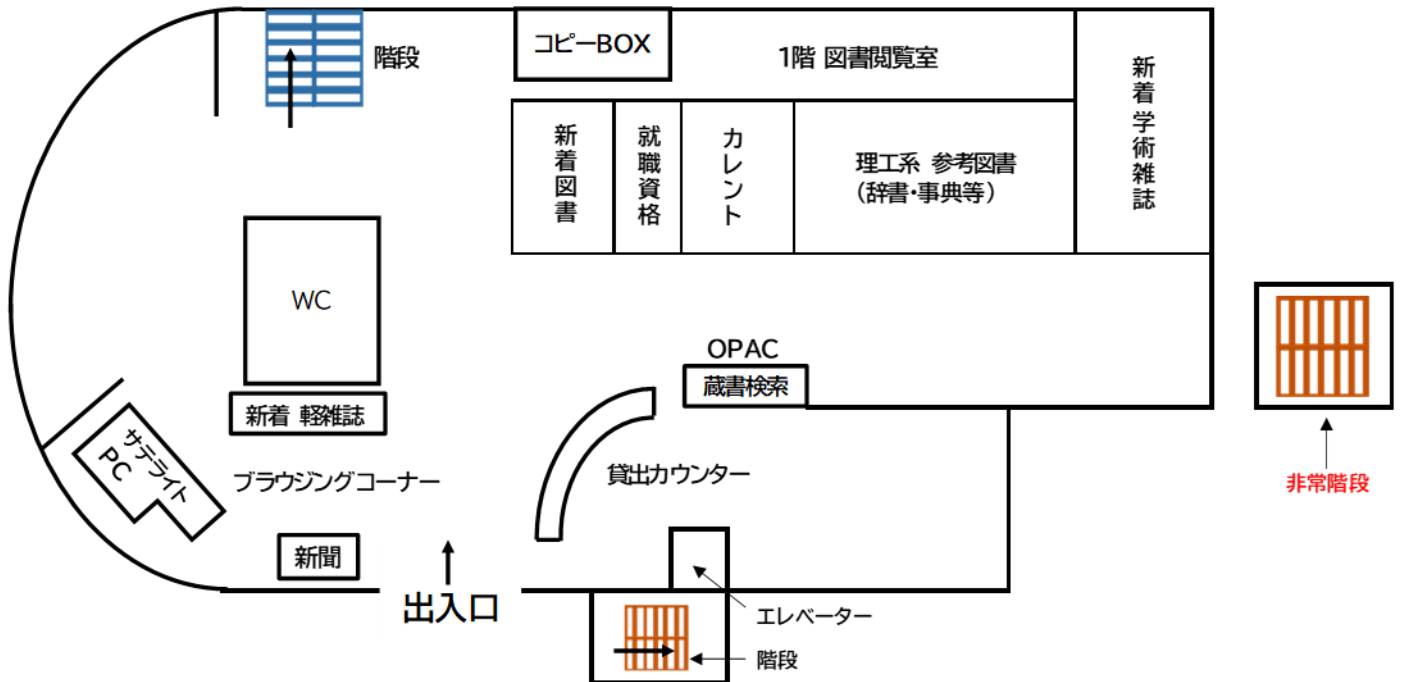 階段
コピーBOX
1階 図書閲覧室
新着図書
就職資格
カレント
理工系 参考図書
(辞書・事典等)
新着学術雑誌
WC
OPAC
蔵書検索
新着 軽雑誌
サテライト
PC
ブラウジングコーナー
貸出カウンター
非常階段
新聞
出入口
エレベーター
階段